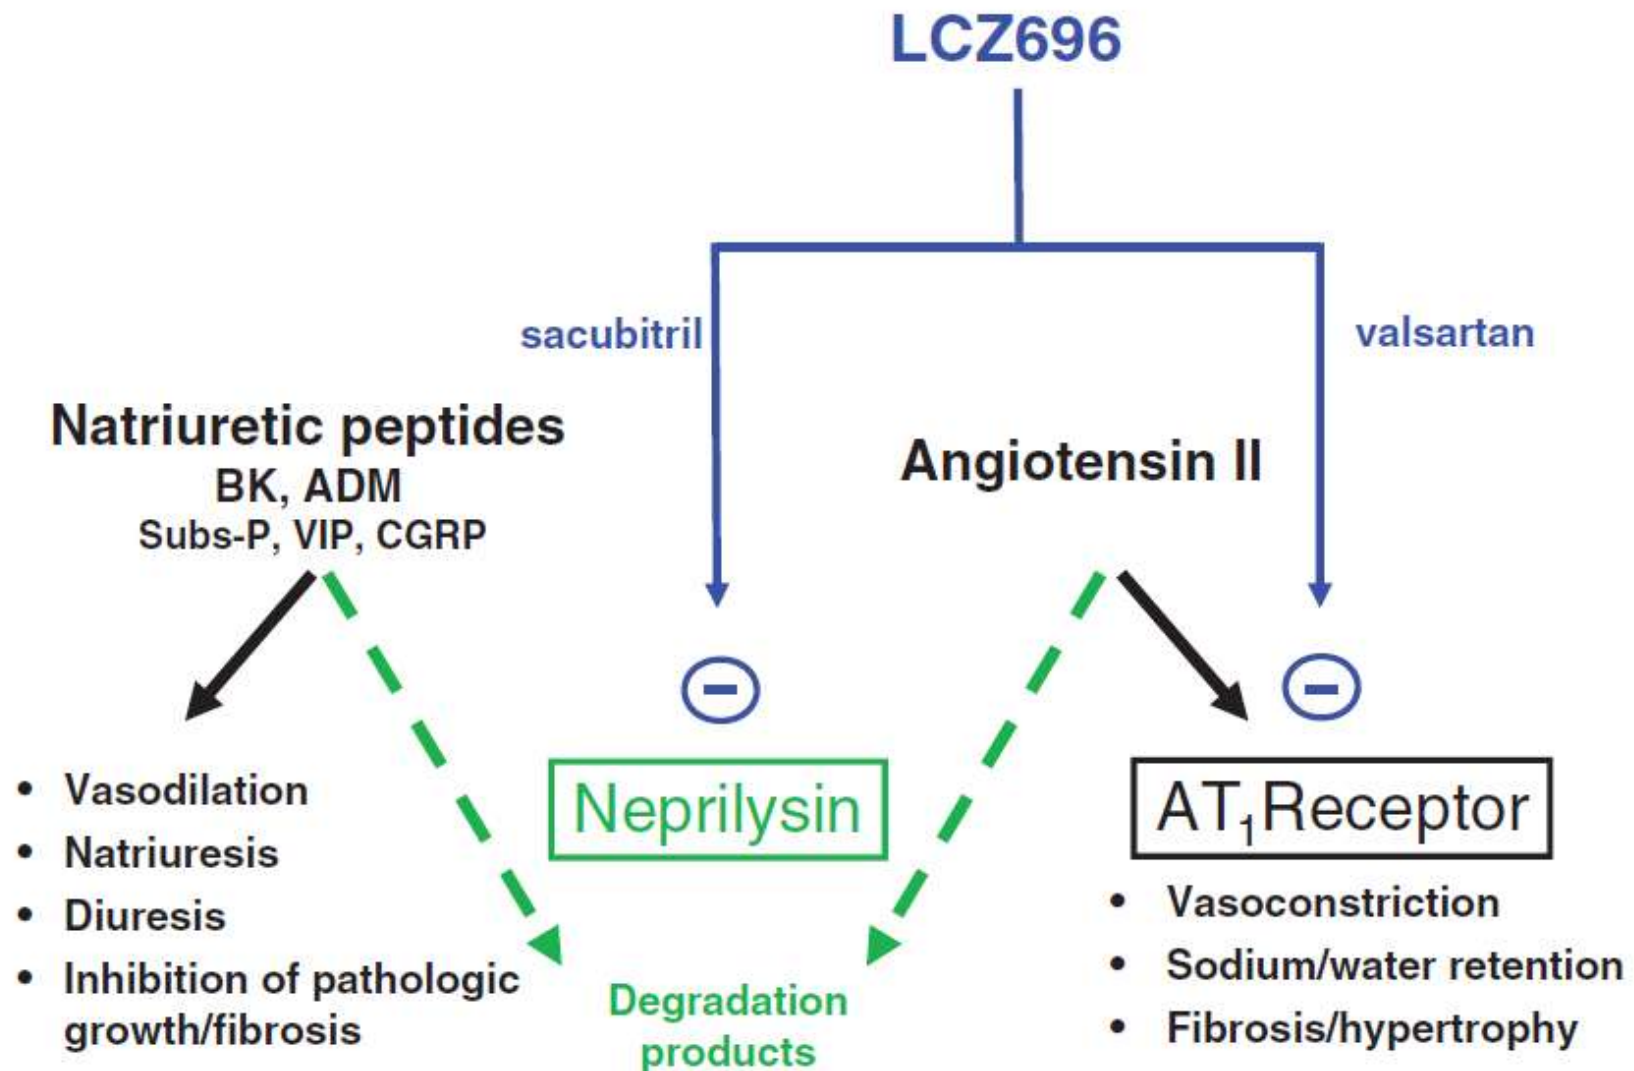 LCZ696
sacubitril
valsartan
Natriuretic peptides
BK, ADM
Subs-P, VIP, CGRP
Angiotensin II
−
−
Neprilysin
AT₁Receptor
• Vasodilation
• Natriuresis
• Diuresis
• Inhibition of pathologic
growth/fibrosis
Degradation
products
• Vasoconstriction
• Sodium/water retention
• Fibrosis/hypertrophy